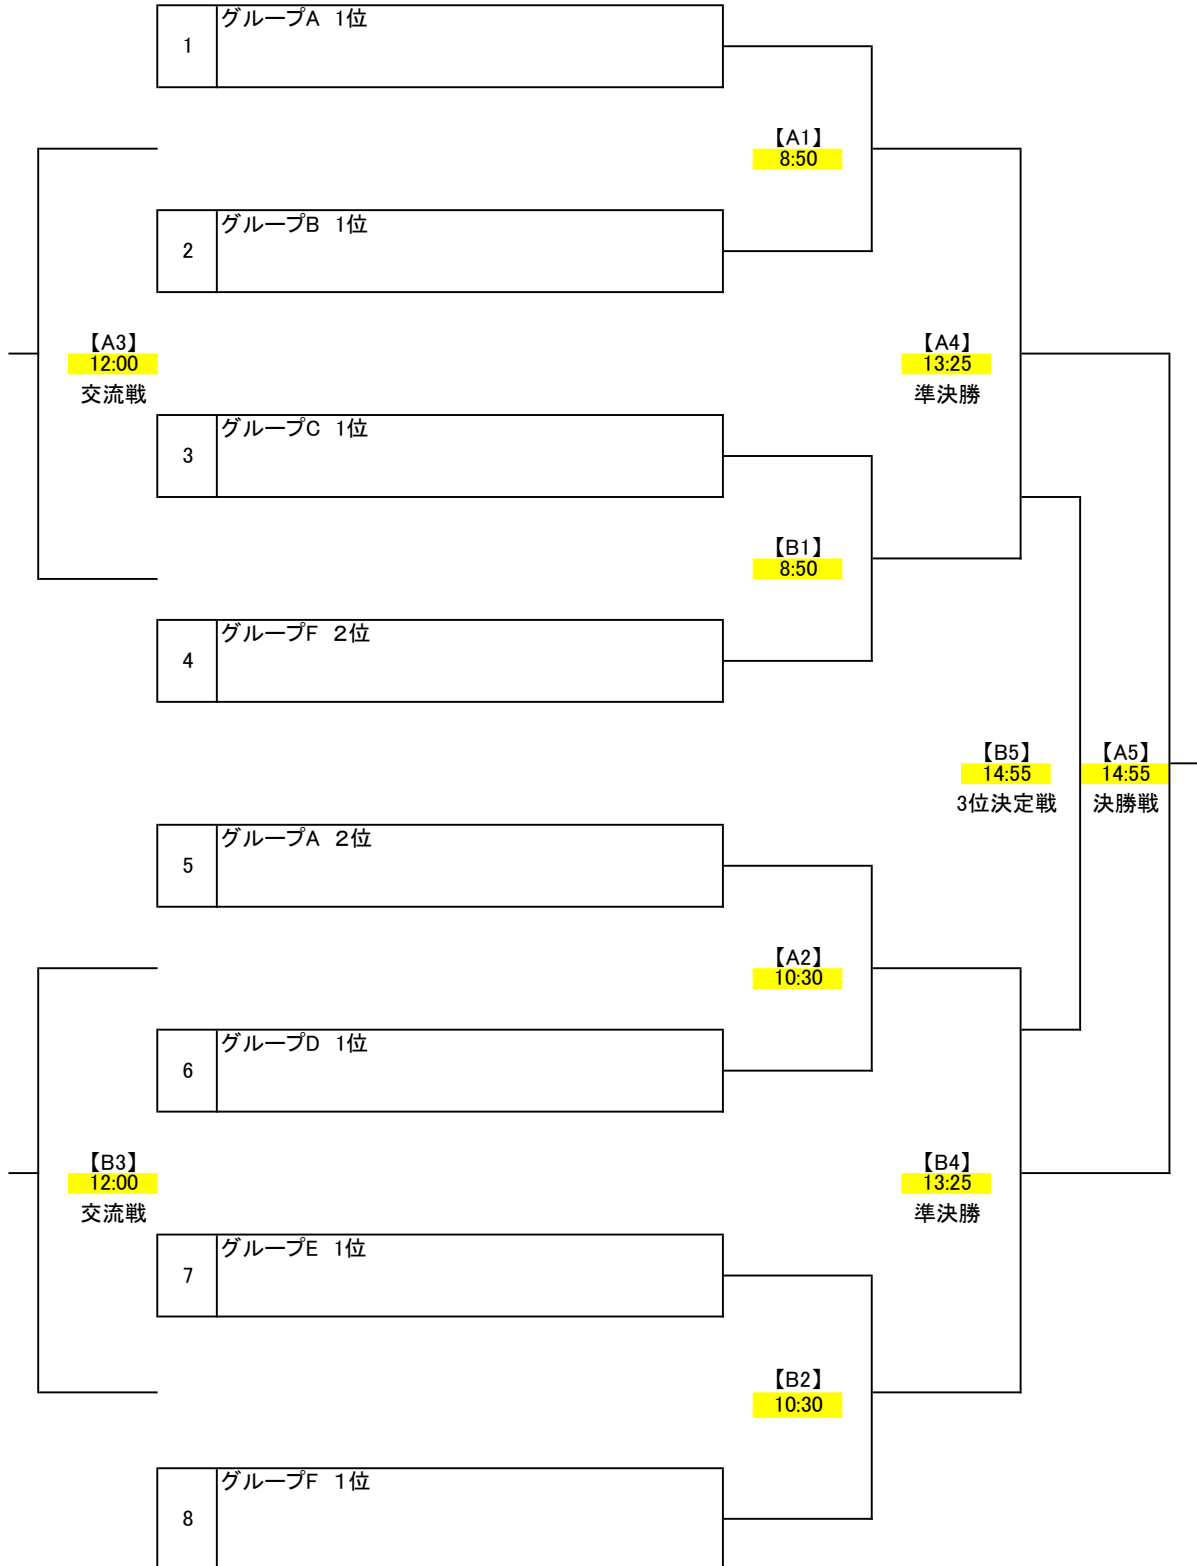 グループA 1位
1
【A1】
8:50
グループB 1位
2
【A3】
12:00
交流戦
【A4】
13:25
準決勝
グループC 1位
3
【B1】
8:50
グループF 2位
4
【B5】
14:55
3位決定戦
【A5】
14:55
決勝戦
グループA 2位
5
【A2】
10:30
グループD 1位
6
【B3】
12:00
交流戦
【B4】
13:25
準決勝
グループE 1位
7
【B2】
10:30
グループF 1位
8